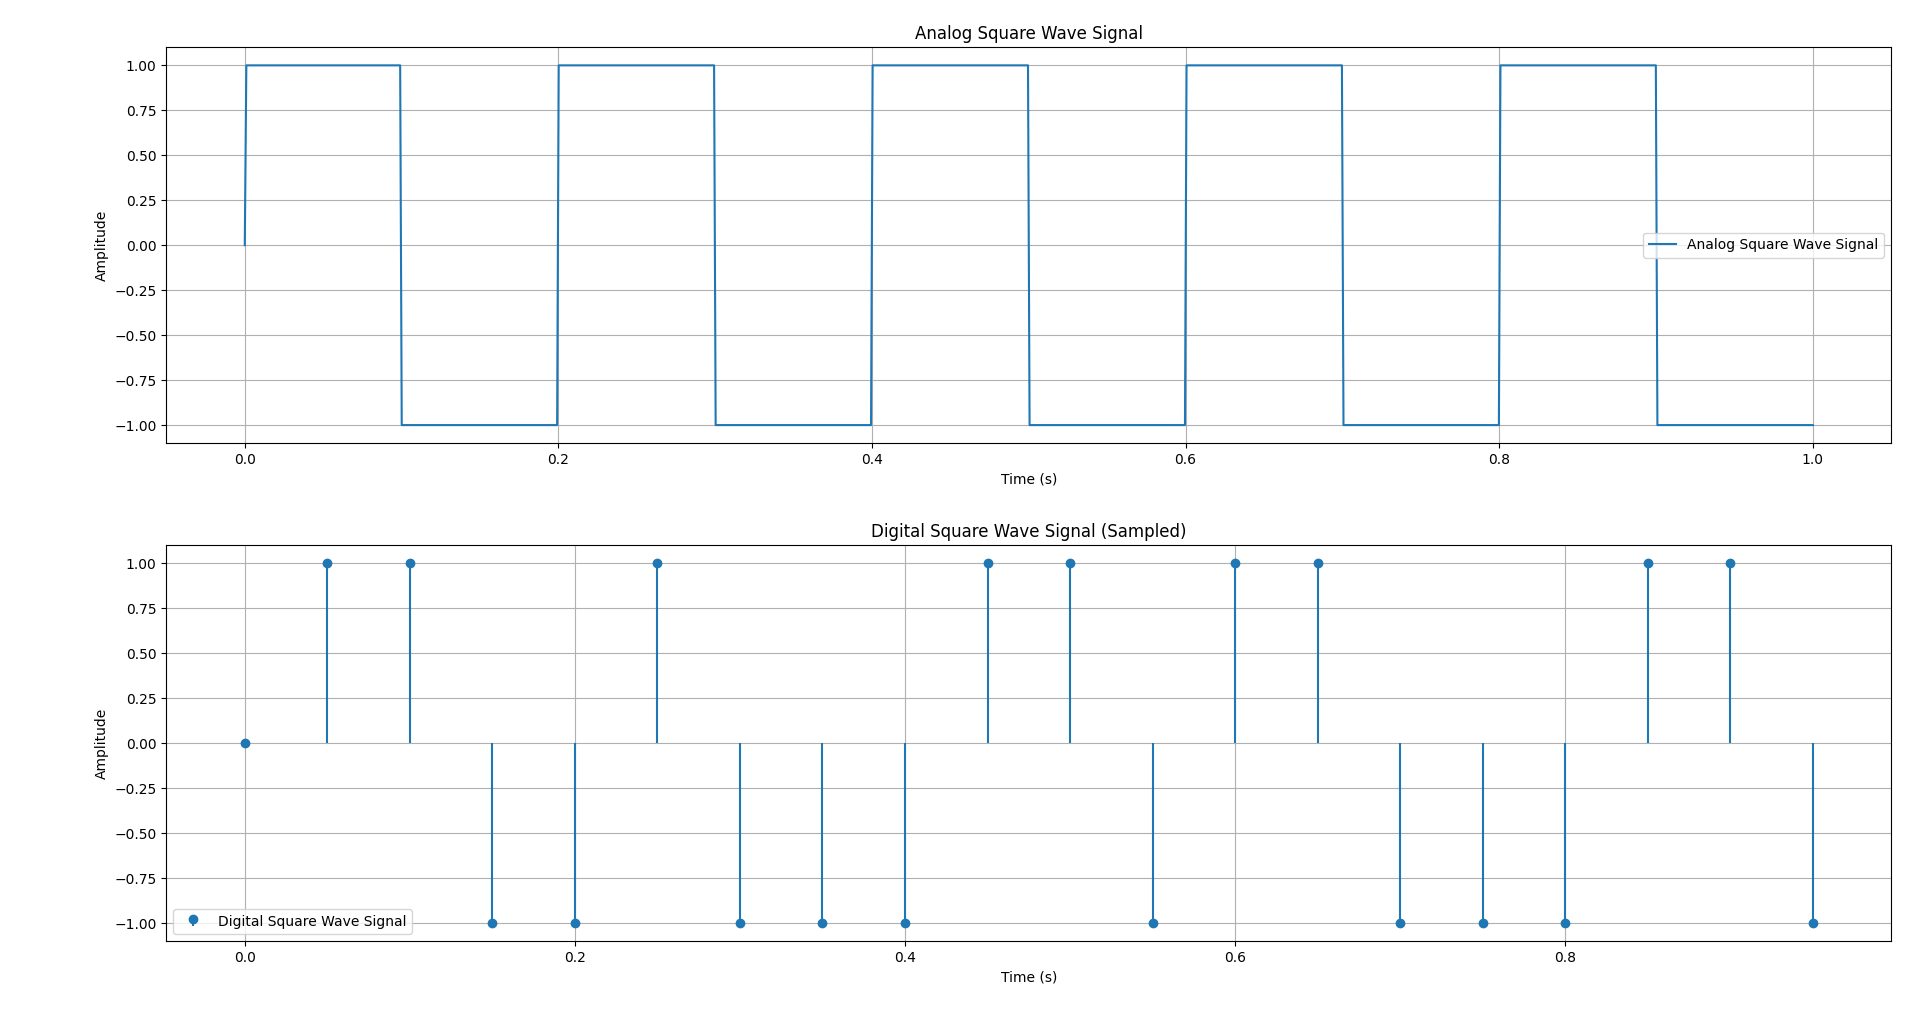 Analog Square Wave Signal
1.00
0.75
0.50
0.25
0.00
−0.25
−0.50
−0.75
−1.00
Amplitude
Analog Square Wave Signal
0.0 0.2 0.4 0.6 0.8 1.0
Time (s)
Digital Square Wave Signal (Sampled)
1.00
0.75
0.50
0.25
0.00
−0.25
−0.50
−0.75
−1.00
Amplitude
Digital Square Wave Signal
0.0 0.2 0.4 0.6 0.8
Time (s)